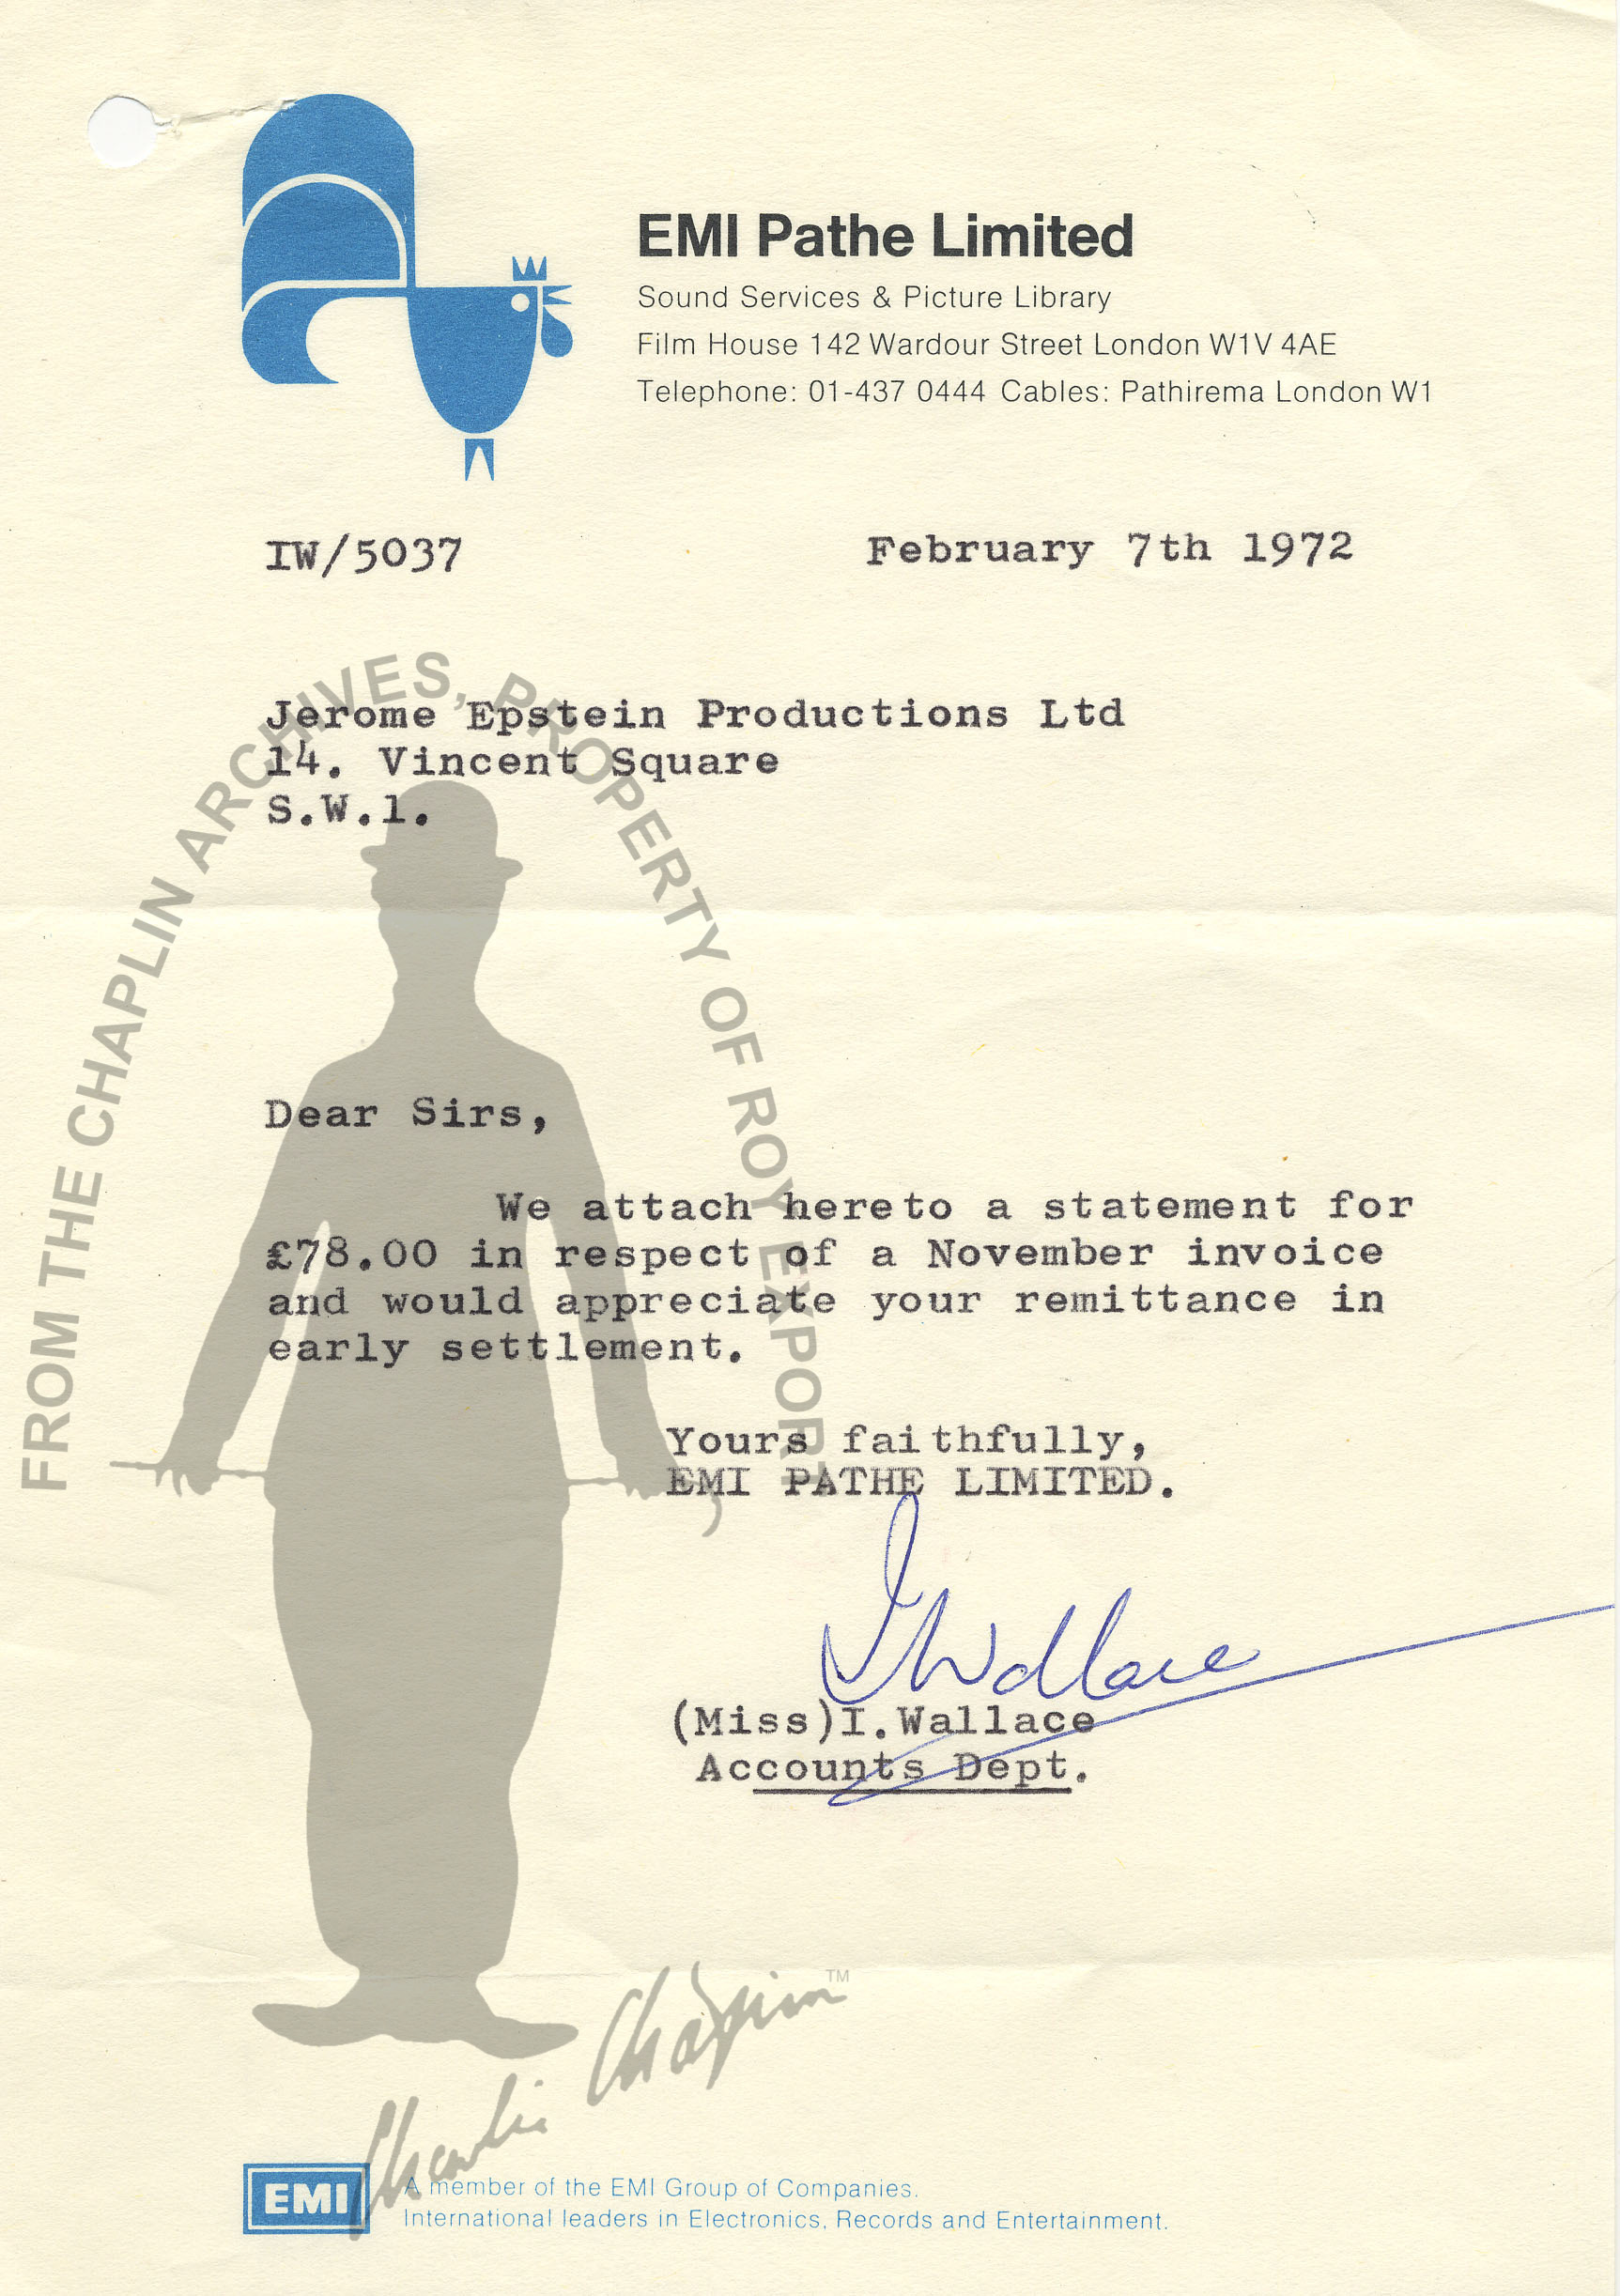 EMI Pathe Limited
Sound Services & Picture Library
Film House 142 Wardour Street London W1V 4AE
Telephone: 01-437 0444 Cables: Pathirema London W1
IW/5037
February 7th 1972
Jerome Epstein Productions Ltd
14. Vincent Square
S.W.1.
Dear Sirs,
We attach hereto a statement for
£78.00 in respect of a November invoice
and would appreciate your remittance in
early settlement.
Yours faithfully,
EMI PATHE LIMITED.
I Wallace
(Miss)I.Wallace
Accounts Dept.
FROM THE CHAPLIN ARCHIVES, PROPERTY OF ROY EXPORT
Charlie Chaplin TM
EMI
A member of the EMI Group of Companies.
International leaders in Electronics, Records and Entertainment.